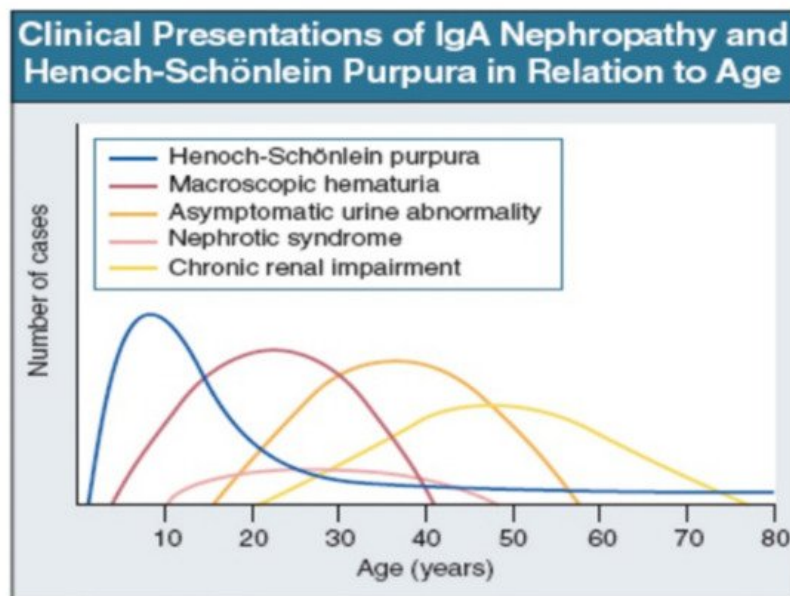 Clinical Presentations of IgA Nephropathy and
Henoch-Schönlein Purpura in Relation to Age
Henoch-Schönlein purpura
Macroscopic hematuria
Asymptomatic urine abnormality
Nephrotic syndrome
Chronic renal impairment
Number of cases
10 20 30 40 50 60 70 80
Age (years)